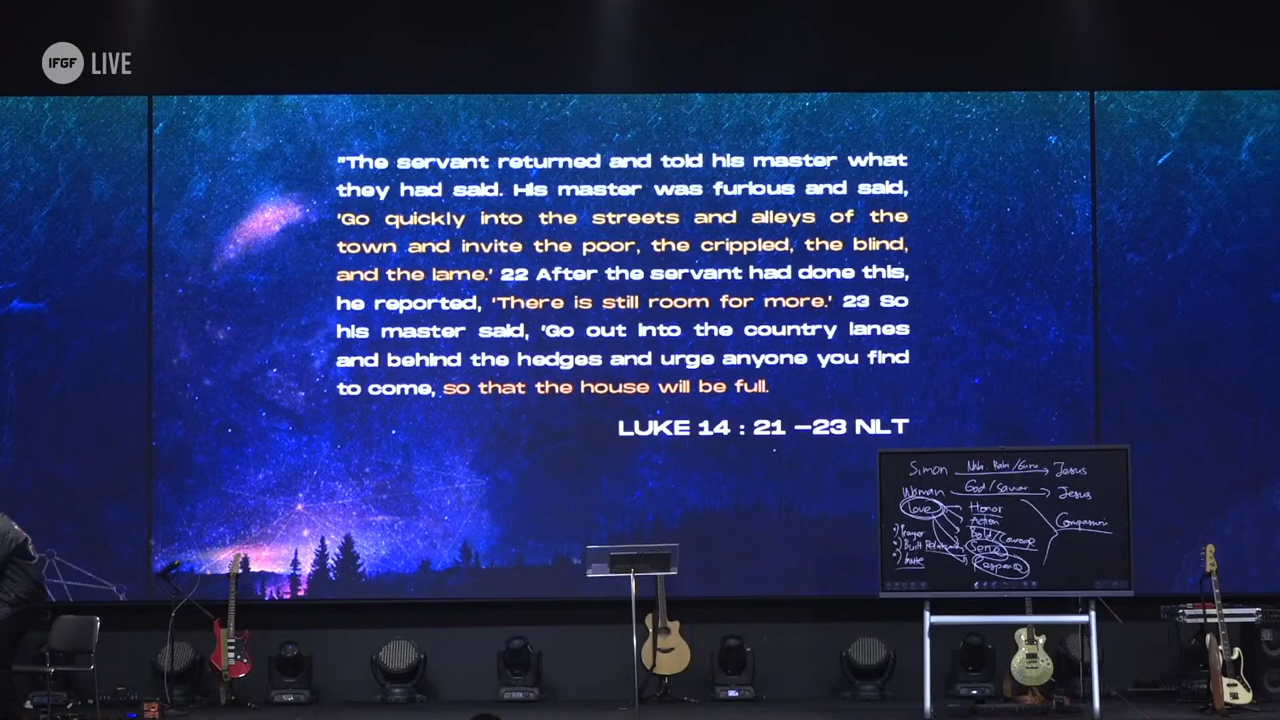 IFGF LIVE
"The servant returned and told his master what
they had said. His master was furious and said,
'Go quickly into the streets and alleys of the
town and invite the poor, the crippled, the blind,
and the lame.' 22 After the servant had done this,
he reported, 'There is still room for more.' 23 So
his master said, 'Go out into the country lanes
and behind the hedges and urge anyone you find
to come, so that the house will be full.
LUKE 14 : 21 –23 NLT
Simon Jesus
Woman God/Savior Jesus
Love Honor
Action
Prayer Bold/Courage
Built Serve
Invite